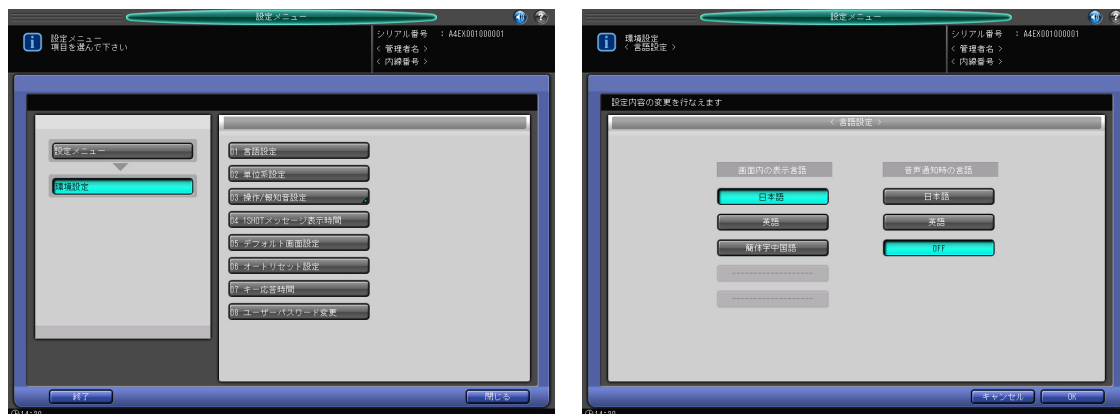 設定メニュー
設定メニュー
項目を選んで下さい
シリアル番号 : A4EX001000001
< 管理者名 >
< 内線番号 >
設定メニュー
環境設定
01 言語設定
02 単位系設定
03 操作/報知音設定
04 1SHOTメッセージ表示時間
05 デフォルト画面設定
06 オートリセット設定
07 キー応答時間
08 ユーザーパスワード変更
終了
閉じる
14:30
設定メニュー
環境設定
< 言語設定 >
シリアル番号 : A4EX001000001
< 管理者名 >
< 内線番号 >
設定内容の変更を行なえます
< 言語設定 >
画面内の表示言語
音声通知時の言語
日本語
日本語
英語
英語
簡体字中国語
OFF
--------------------
--------------------
キャンセル
OK
14:30